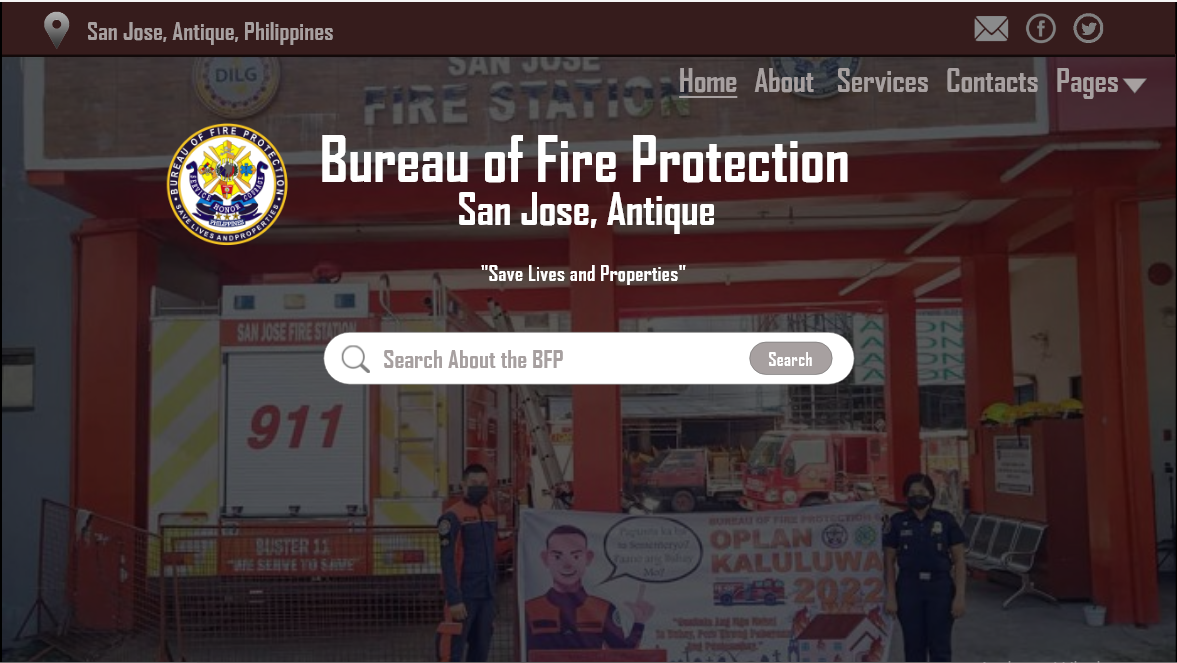 San Jose, Antique, Philippines
DILG
SAN JOSE
FIRE STATION
Home About Services Contacts Pages
BUREAU OF FIRE PROTECTION
SERVICE HONOR COURAGE
PHILIPPINES
SAVE LIVES AND PROPERTIES
Bureau of Fire Protection
San Jose, Antique
"Save Lives and Properties"
SAN JOSE FIRE STATION
Search About the BFP
Search
911
BUSTER 11
"WE SERVE TO SAVE"
BUREAU OF FIRE PROTECTION
OPLAN
KALULUWA
2022
Mo?